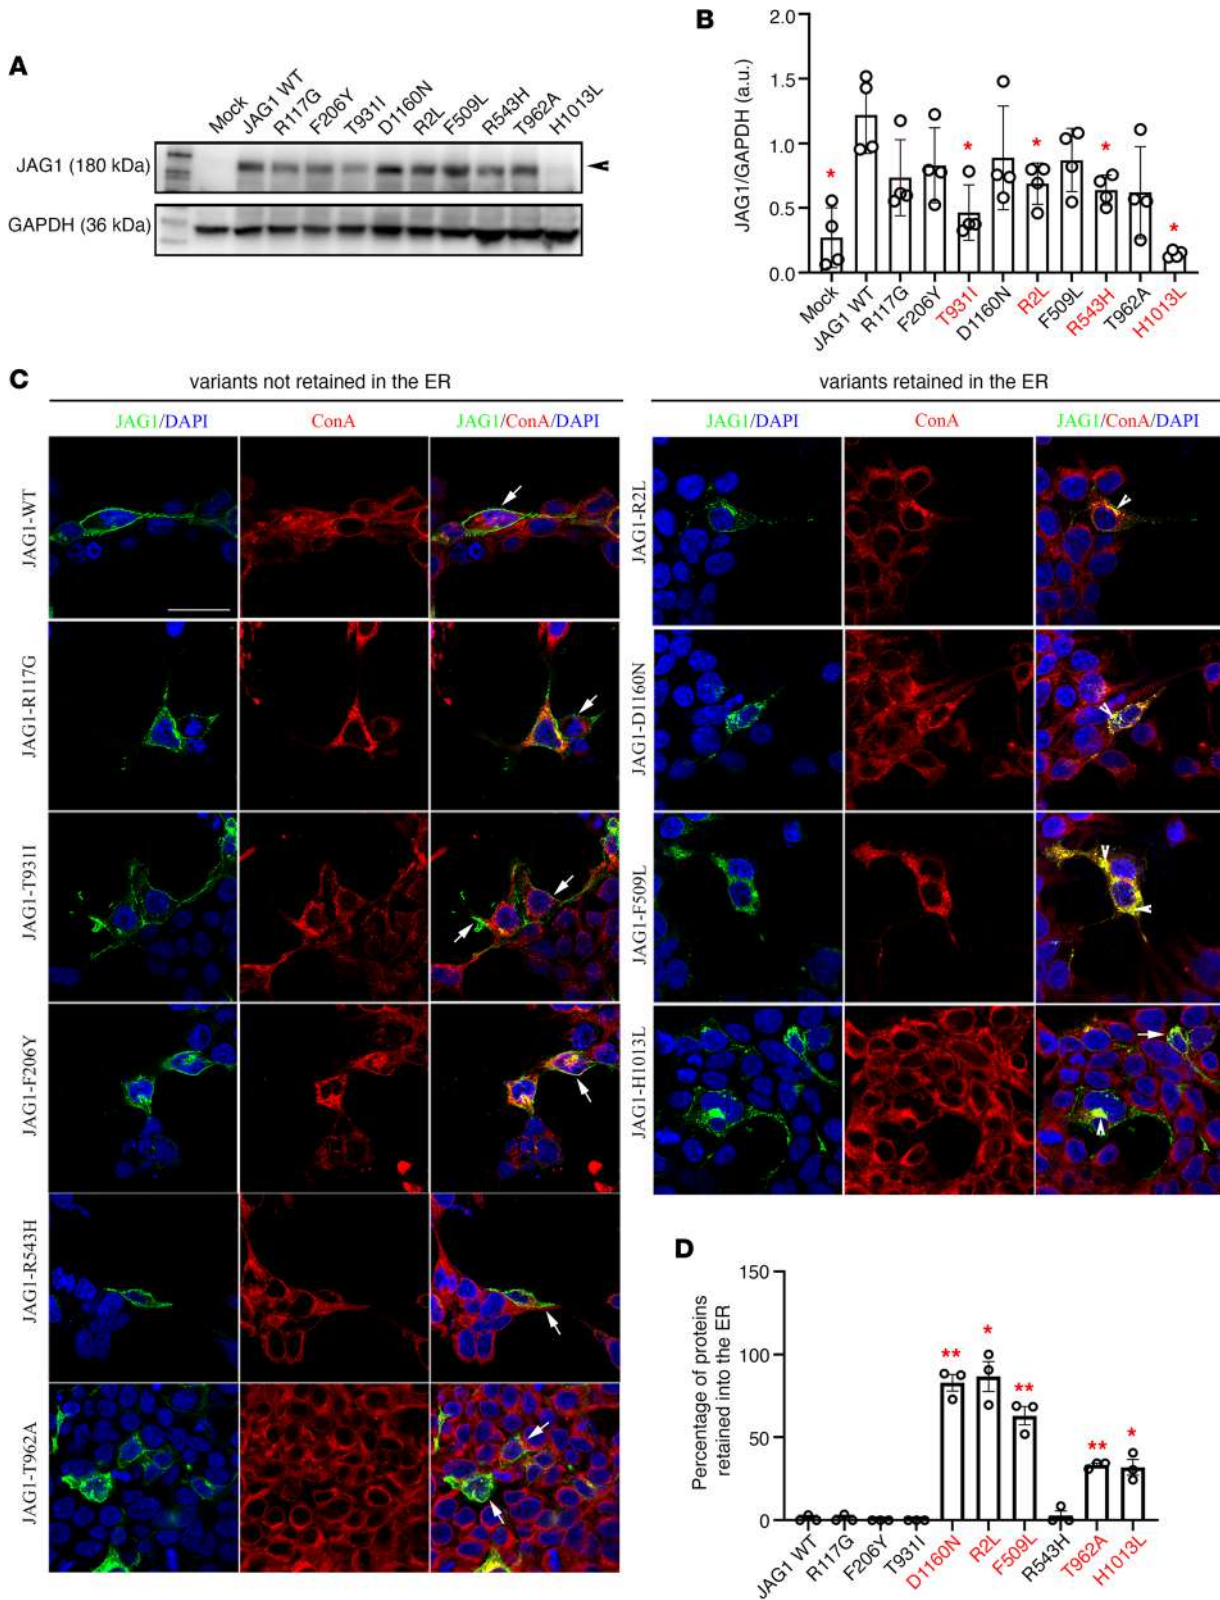 A
Mock
JAG1 WT
R117G
F206Y
T931I
D1160N
R2L
F509L
R543H
T962A
H1013L
JAG1 (180 kDa)
GAPDH (36 kDa)
B
JAG1/GAPDH (a.u.)
2.0
1.5
1.0
0.5
0.0
*
*
*
*
*
Mock
JAG1 WT
R117G
F206Y
T931I
D1160N
R2L
F509L
R543H
T962A
H1013L
C
variants not retained in the ER
JAG1/DAPI
ConA
JAG1/ConA/DAPI
JAG1-WT
JAG1-R117G
JAG1-T931I
JAG1-F206Y
JAG1-R543H
JAG1-T962A
variants retained in the ER
JAG1/DAPI
ConA
JAG1/ConA/DAPI
JAG1-R2L
JAG1-D1160N
JAG1-F509L
JAG1-H1013L
D
Percentage of proteins
retained into the ER
150
100
50
0
**
*
**
**
*
JAG1 WT
R117G
F206Y
T931I
D1160N
R2L
F509L
R543H
T962A
H1013L